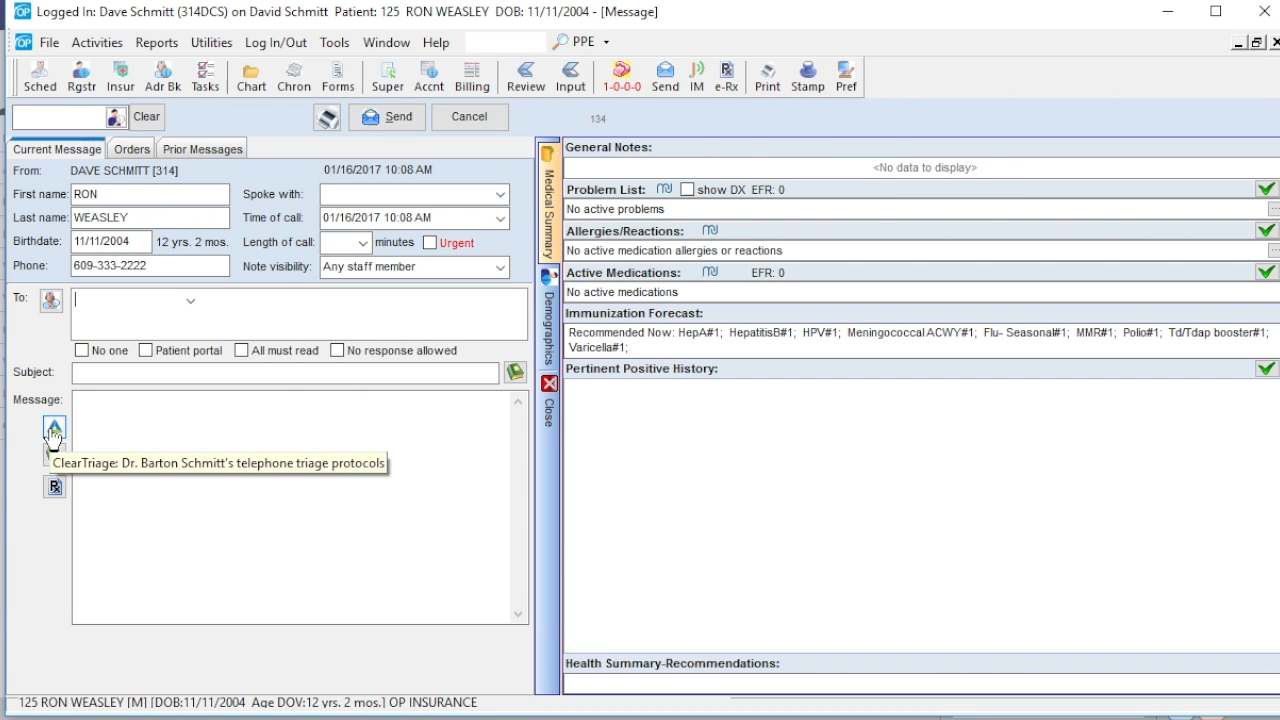 OP Logged In: Dave Schmitt (314DCS) on David Schmitt Patient: 125 RON WEASLEY DOB: 11/11/2004 - [Message]
OP File Activities Reports Utilities Log In/Out Tools Window Help PPE
Sched Rgstr Insur Adr Bk Tasks Chart Chron Forms Super Accnt Billing Review Input 1-0-0-0 Send IM e-Rx Print Stamp Pref
Clear Send Cancel 134
Current Message Orders Prior Messages
From: DAVE SCHMITT [314] 01/16/2017 10:08 AM
First name: RON Spoke with:
Last name: WEASLEY Time of call: 01/16/2017 10:08 AM
Birthdate: 11/11/2004 12 yrs. 2 mos. Length of call: minutes Urgent
Phone: 609-333-2222 Note visibility: Any staff member
To:
No one Patient portal All must read No response allowed
Subject:
Message:
ClearTriage: Dr. Barton Schmitt's telephone triage protocols
Rx
Medical Summary
Demographics
Close
General Notes:
<No data to display>
Problem List: show DX EFR: 0
No active problems
Allergies/Reactions:
No active medication allergies or reactions
Active Medications: EFR: 0
No active medications
Immunization Forecast:
Recommended Now: HepA#1; HepatitisB#1; HPV#1; Meningococcal ACWY#1; Flu- Seasonal#1; MMR#1; Polio#1; Td/Tdap booster#1;
Varicella#1;
Pertinent Positive History:
Health Summary-Recommendations:
125 RON WEASLEY [M] [DOB:11/11/2004 Age DOV:12 yrs. 2 mos.] OP INSURANCE